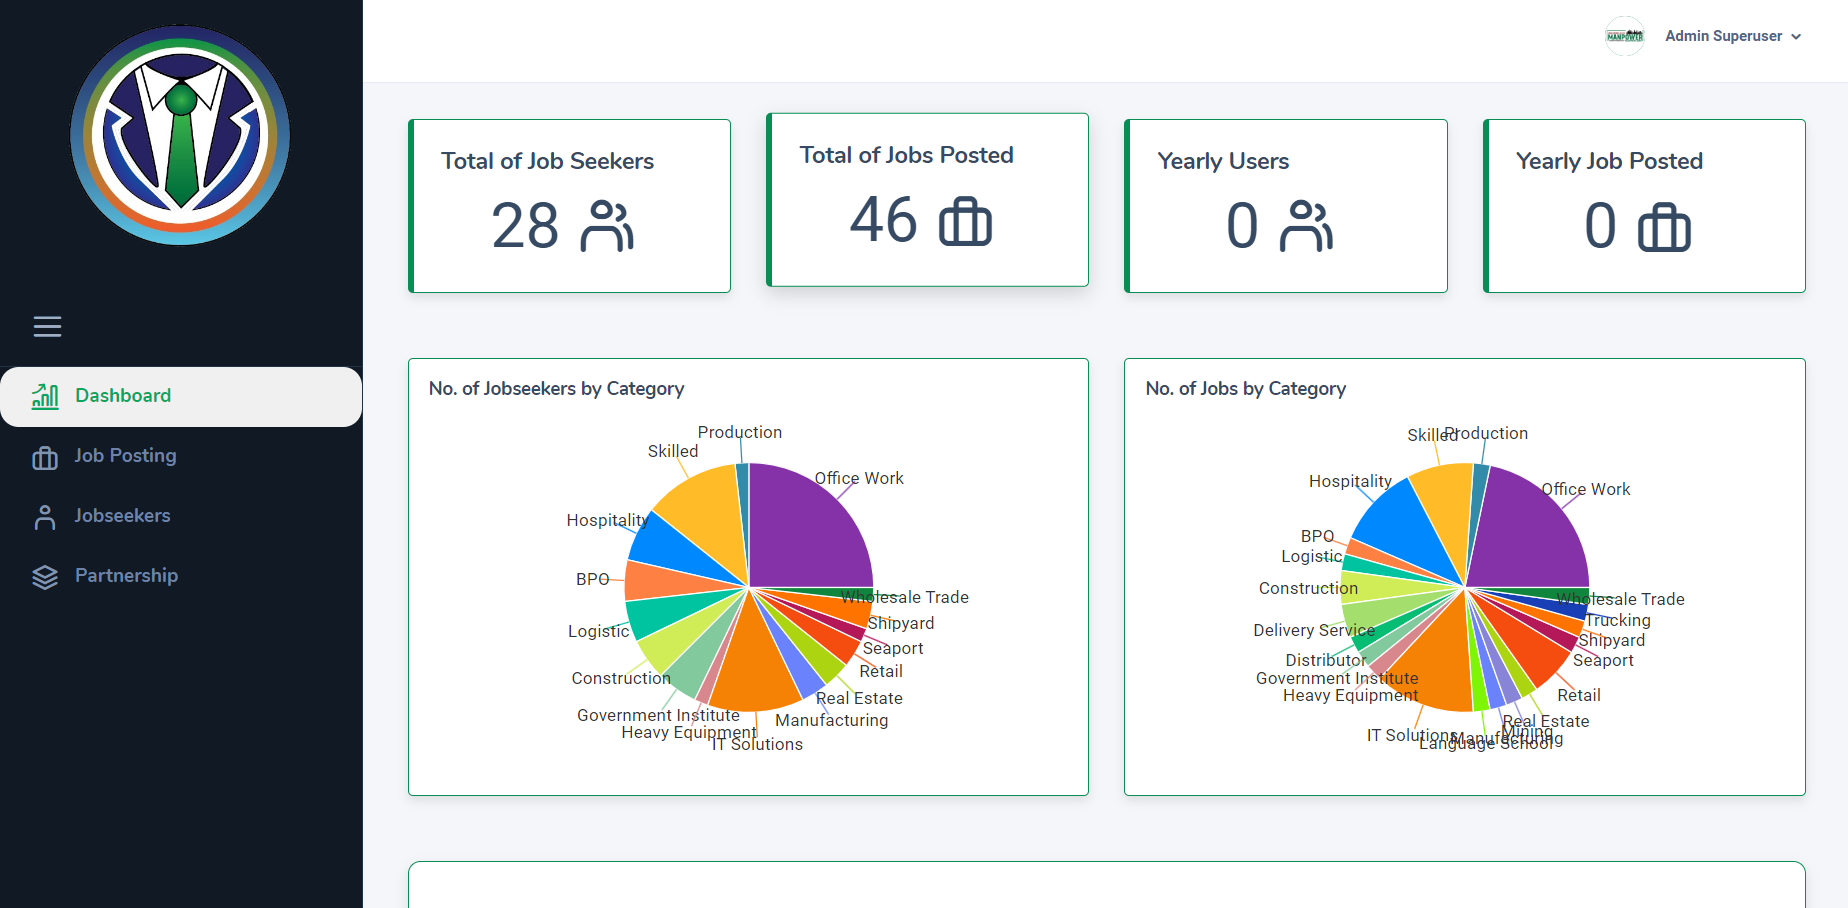 MANPOWER
Admin Superuser
Total of Job Seekers
28
Total of Jobs Posted
46
Yearly Users
0
Yearly Job Posted
0
Dashboard
Job Posting
Jobseekers
Partnership
No. of Jobseekers by Category
Production
Skilled
Office Work
Hospitality
BPO
Wholesale Trade
Shipyard
Logistic
Seaport
Retail
Construction
Real Estate
Government Institute
Manufacturing
Heavy Equipment
IT Solutions
No. of Jobs by Category
Skilled
Production
Hospitality
Office Work
BPO
Logistic
Construction
Wholesale Trade
Trucking
Delivery Service
Shipyard
Distributor
Seaport
Government Institute
Heavy Equipment
Retail
Real Estate
Mining
IT Solutions
Manufacturing
Language School